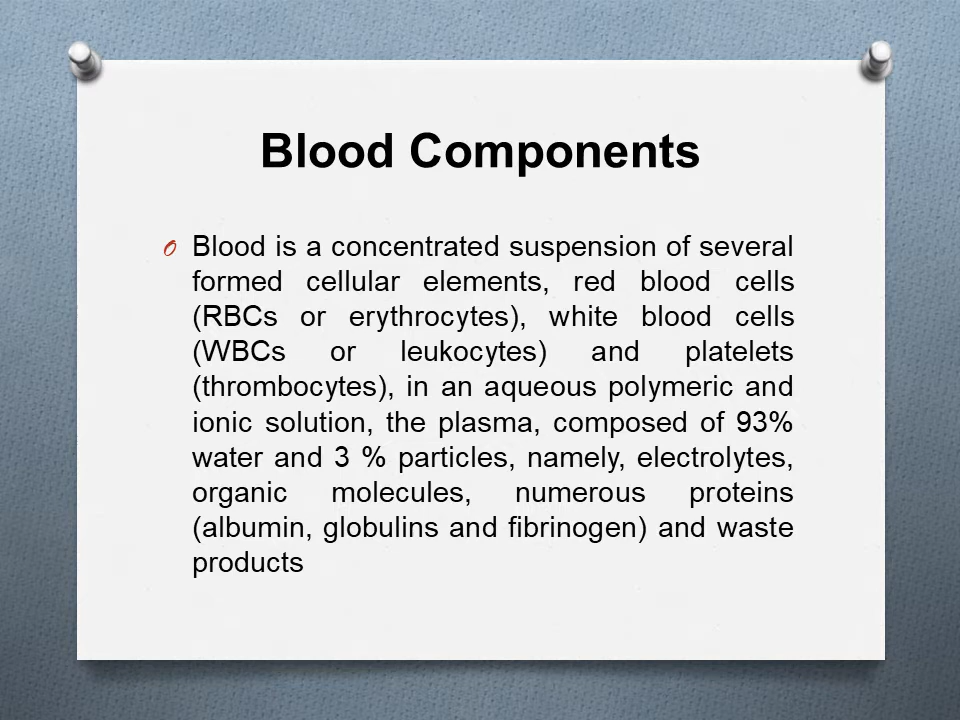 Blood Components
Blood is a concentrated suspension of several
formed cellular elements, red blood cells
(RBCs or erythrocytes), white blood cells
(WBCs or leukocytes) and platelets
(thrombocytes), in an aqueous polymeric and
ionic solution, the plasma, composed of 93%
water and 3 % particles, namely, electrolytes,
organic molecules, numerous proteins
(albumin, globulins and fibrinogen) and waste
products